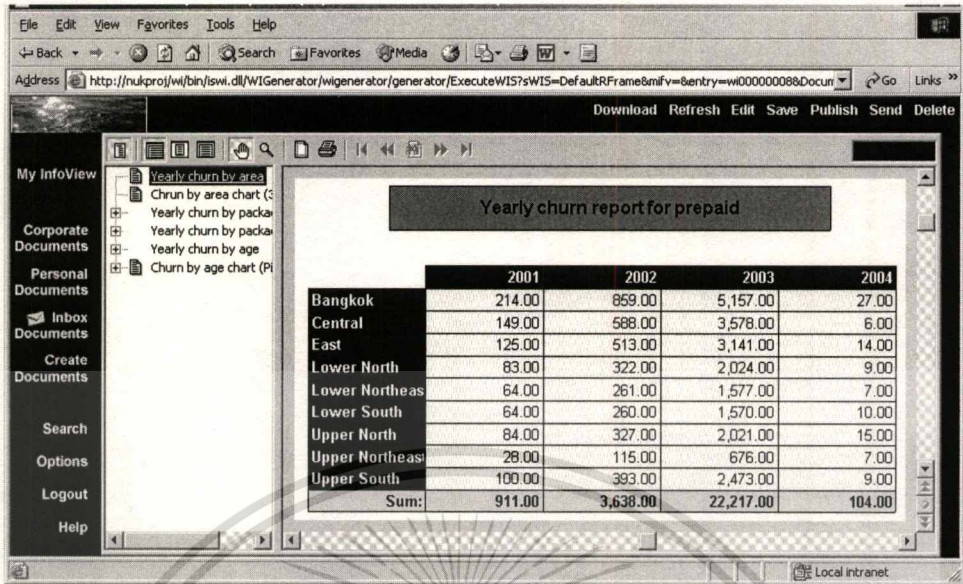 File Edit View Favorites Tools Help
Back Search Favorites Media
Address http://nukproj/wi/bin/iswi.dll/WIGenerator/wigenerator/generator/ExecuteWIS?sWIS=DefaultRFrame&mifv=&entry=wi00000008&Docun Go Links »
Download Refresh Edit Save Publish Send Delete
My InfoView
Corporate Documents
Personal Documents
Inbox Documents
Create Documents
Search
Options
Logout
Help
Yearly churn by area
Chrun by area chart (3
Yearly churn by packa
Yearly churn by packa
Yearly churn by age
Churn by age chart (Pi
Yearly churn report for prepaid
2001 2002 2003 2004
Bangkok 214.00 859.00 5,157.00 27.00
Central 149.00 588.00 3,578.00 6.00
East 125.00 513.00 3,141.00 14.00
Lower North 83.00 322.00 2,024.00 9.00
Lower Northeas 64.00 261.00 1,577.00 7.00
Lower South 64.00 260.00 1,570.00 10.00
Upper North 84.00 327.00 2,021.00 15.00
Upper Northeas 28.00 115.00 676.00 7.00
Upper South 100.00 393.00 2,473.00 9.00
Sum: 911.00 3,638.00 22,217.00 104.00
Local intranet